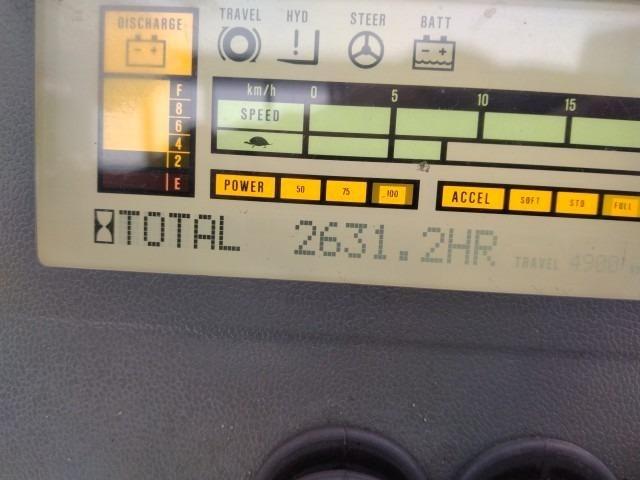 DISCHARGE TRAVEL HYD STEER BATT
F
8
6
4
2
E
km/h 0 5 10 15
SPEED
POWER 50 75 100 ACCEL SOFT STD FULL
TOTAL 2631.2HR TRAVEL 4900